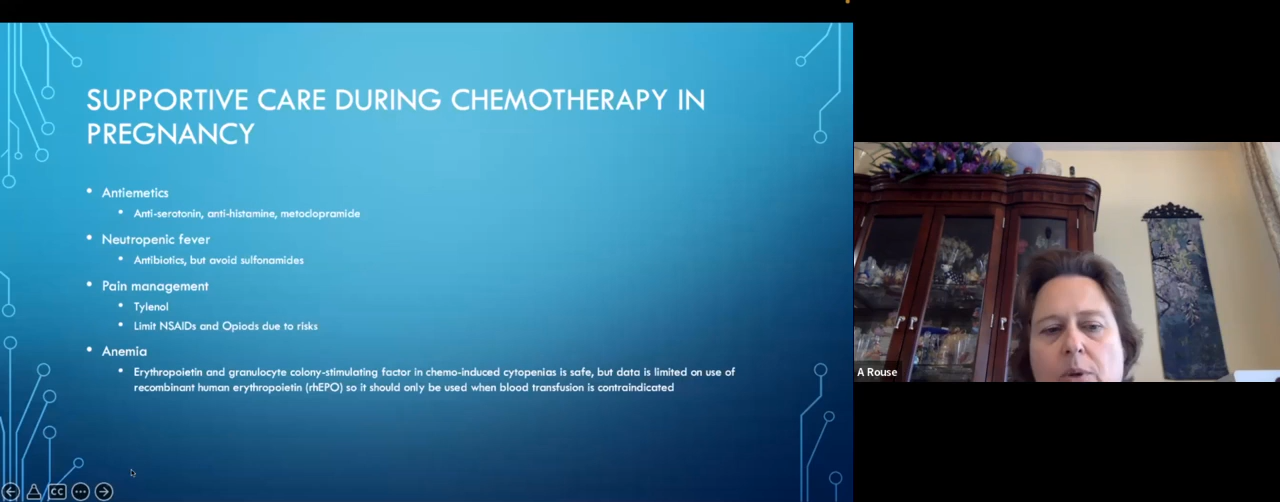 SUPPORTIVE CARE DURING CHEMOTHERAPY IN
PREGNANCY
• Antiemetics
• Anti-serotonin, anti-histamine, metoclopramide
• Neutropenic fever
• Antibiotics, but avoid sulfonamides
• Pain management
• Tylenol
• Limit NSAIDs and Opiods due to risks
• Anemia
• Erythropoietin and granulocyte colony-stimulating factor in chemo-induced cytopenias is safe, but data is limited on use of
recombinant human erythropoietin (rhEPO) so it should only be used when blood transfusion is contraindicated
A Rouse
CC